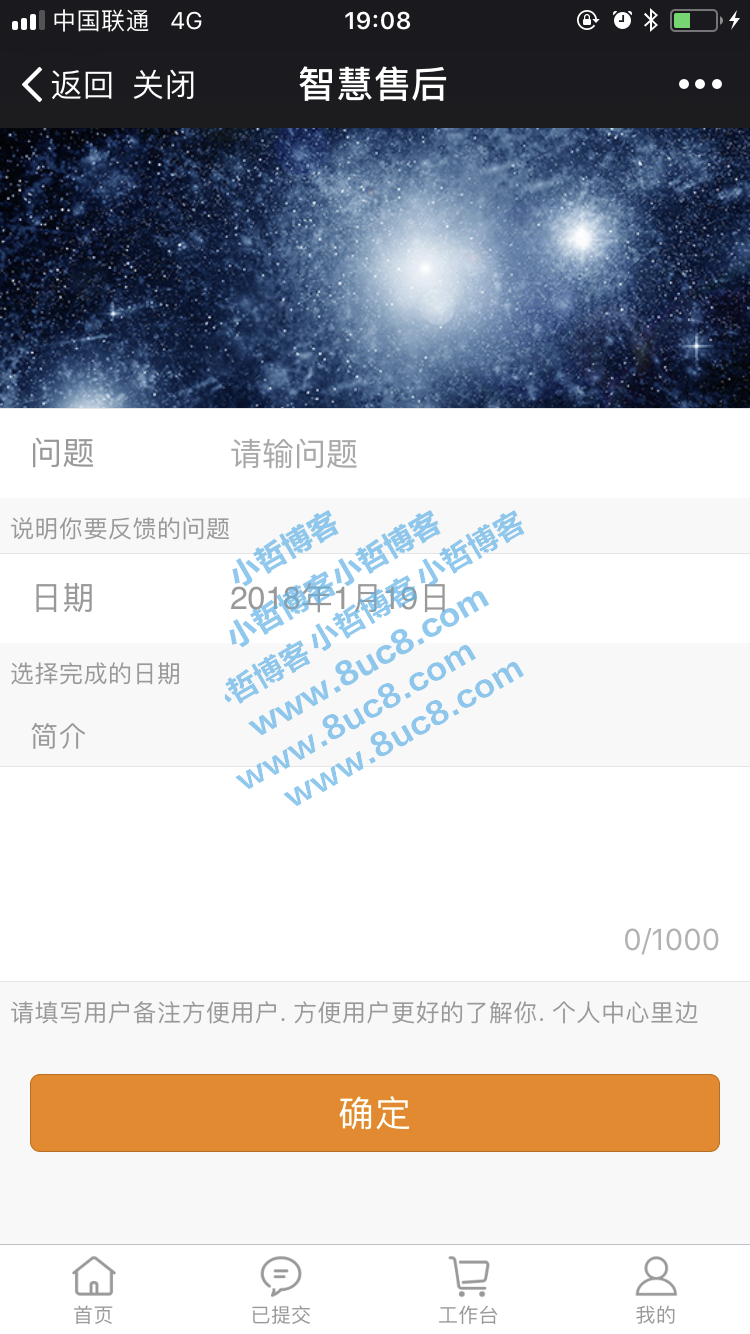 中国联通 4G 19:08
返回 关闭 智慧售后
问题 请输问题
说明你要反馈的问题
日期 2018年1月19日
选择完成的日期
简介
小哲博客
小哲博客小哲博客
小哲博客小哲博客
哲博客
www.8uc8.com
www.8uc8.com
www.8uc8.com
0/1000
请填写用户备注方便用户. 方便用户更好的了解你. 个人中心里边
确定
首页 已提交 工作台 我的